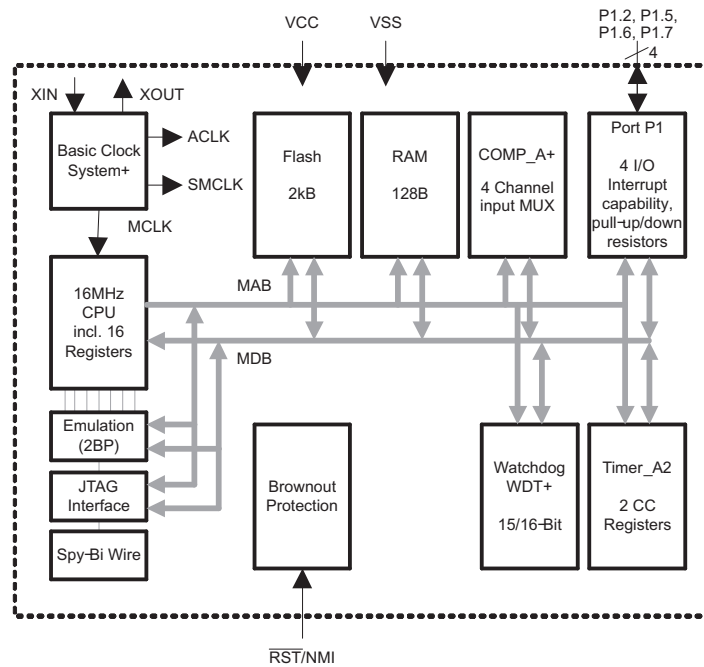 VCC
VSS
P1.2, P1.5,
P1.6, P1.7
4
XIN
XOUT
Basic Clock
System+
ACLK
SMCLK
MCLK
Flash
2kB
RAM
128B
COMP_A+
4 Channel
input MUX
Port P1
4 I/O
Interrupt
capability,
pull-up/down
resistors
16MHz
CPU
incl. 16
Registers
MAB
MDB
Emulation
(2BP)
JTAG
Interface
Spy-Bi Wire
Brownout
Protection
Watchdog
WDT+
15/16-Bit
Timer_A2
2 CC
Registers
RST/NMI